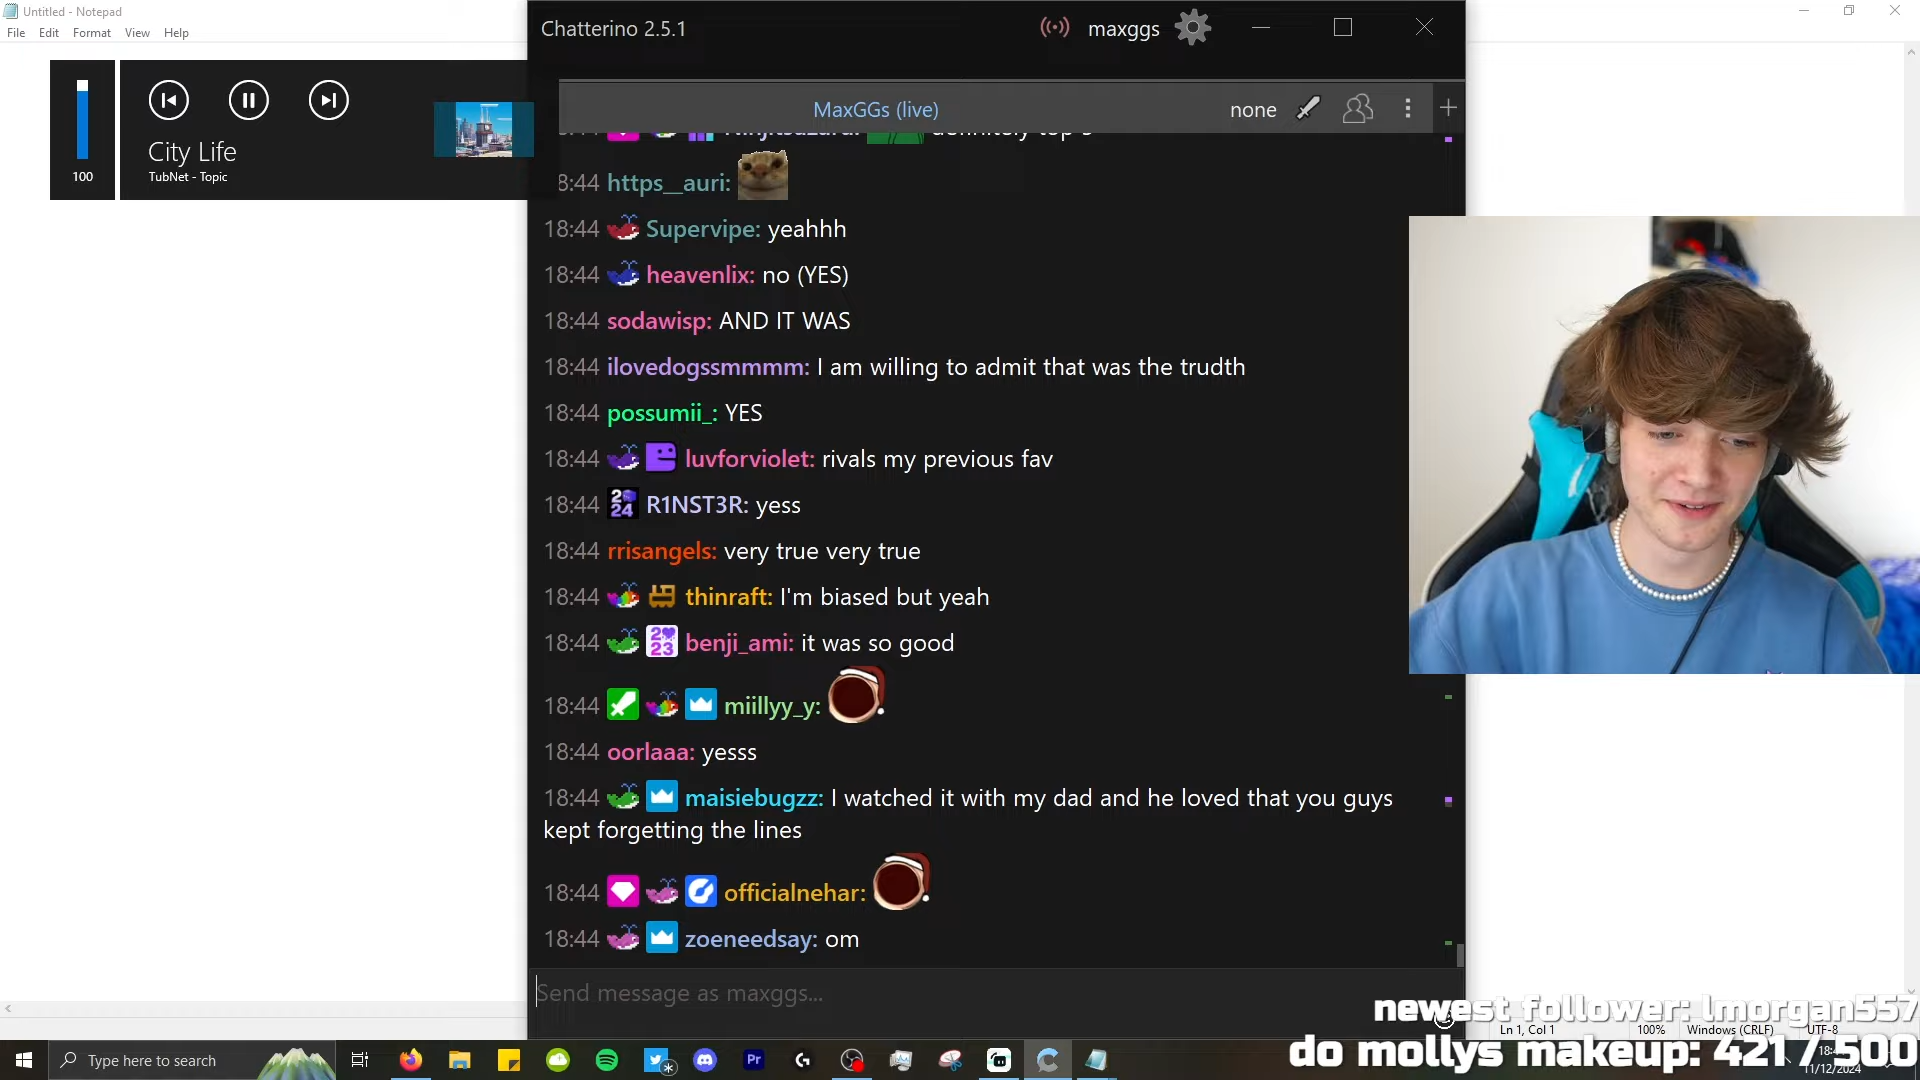 Untitled - Notepad
File Edit Format View Help
Chatterino 2.5.1
maxggs
100
City Life
TubNet - Topic
MaxGGs (live)
none
8:44 https__auri:
18:44 Supervipe: yeahhh
18:44 heavenlix: no (YES)
18:44 sodawisp: AND IT WAS
18:44 ilovedogssmmmm: I am willing to admit that was the trudth
18:44 possumii_: YES
18:44 luvforviolet: rivals my previous fav
18:44 2024 R1NST3R: yess
18:44 rrisangels: very true very true
18:44 thinraft: I'm biased but yeah
18:44 2023 benji_ami: it was so good
18:44 miillyy_y:
18:44 oorlaaa: yesss
18:44 maisiebugzz: I watched it with my dad and he loved that you guys
kept forgetting the lines
18:44 officialnehar:
18:44 zoeneedsay: om
Send message as maxggs...
newest follower: lmorgan557
Ln 1, Col 1 100% Windows (CRLF) UTF-8
do mollys makeup: 421 / 500
Type here to search
Pr
11/12/2024